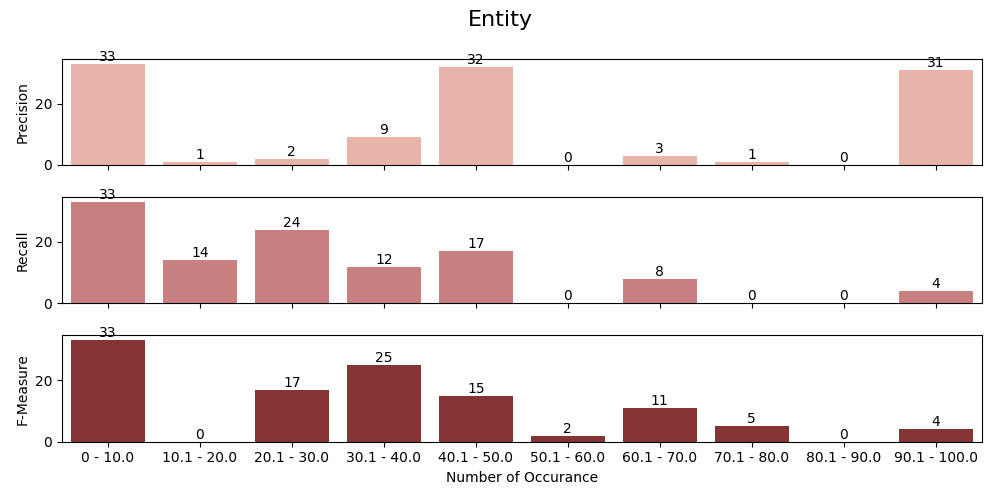 Entity
33 1 2 9 32 0 3 1 0 31
Precision
20
0
33 14 24 12 17 0 8 0 0 4
Recall
20
0
33 0 17 25 15 2 11 5 0 4
F-Measure
20
0
0 - 10.0 10.1 - 20.0 20.1 - 30.0 30.1 - 40.0 40.1 - 50.0 50.1 - 60.0 60.1 - 70.0 70.1 - 80.0 80.1 - 90.0 90.1 - 100.0
Number of Occurance